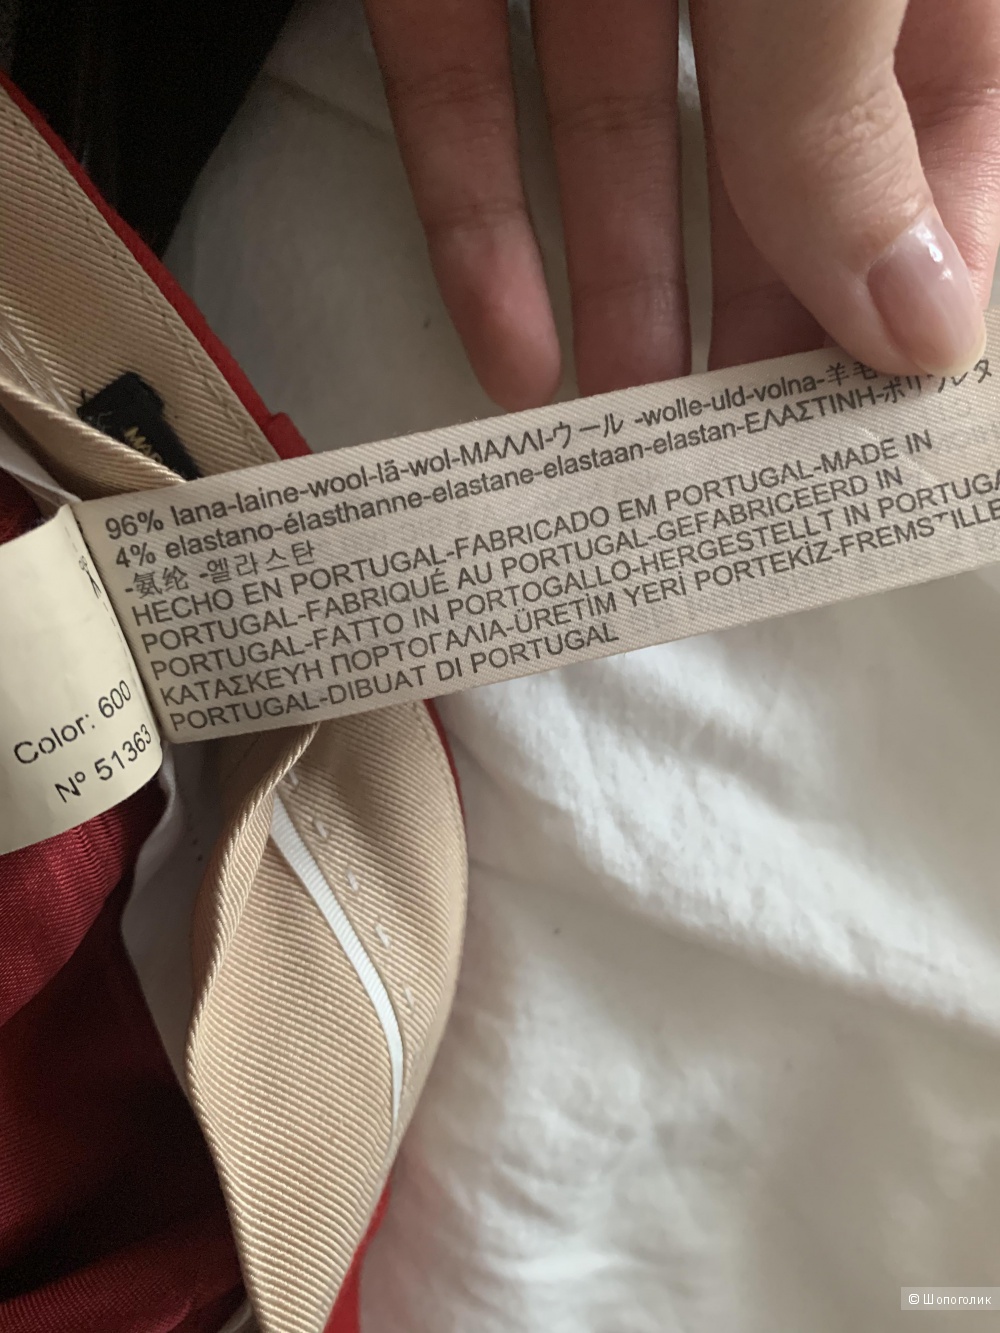 96% lana-laine-wool-lã-wol-ΜΑΛΛΙ-ウール -wolle-uld-volna-羊毛
4% elastano-élasthanne-elastane-elastaan-elastan-ΕΛΑΣΤΙΝΗ-ポリウレタ
-氨纶 -엘라스탄
HECHO EN PORTUGAL-FABRICADO EM PORTUGAL-MADE IN
PORTUGAL-FABRIQUÉ AU PORTUGAL-GEFABRICEERD IN
PORTUGAL-FATTO IN PORTOGALLO-HERGESTELLT IN PORTUGA
ΚΑΤΑΣΚΕΥΗ ΠΟΡΤΟΓΑΛΙΑ-ÜRETİM YERİ PORTEKİZ-FREMSTILLE
PORTUGAL-DIBUAT DI PORTUGAL
Color: 600
Nº 51363
© Шопоголик